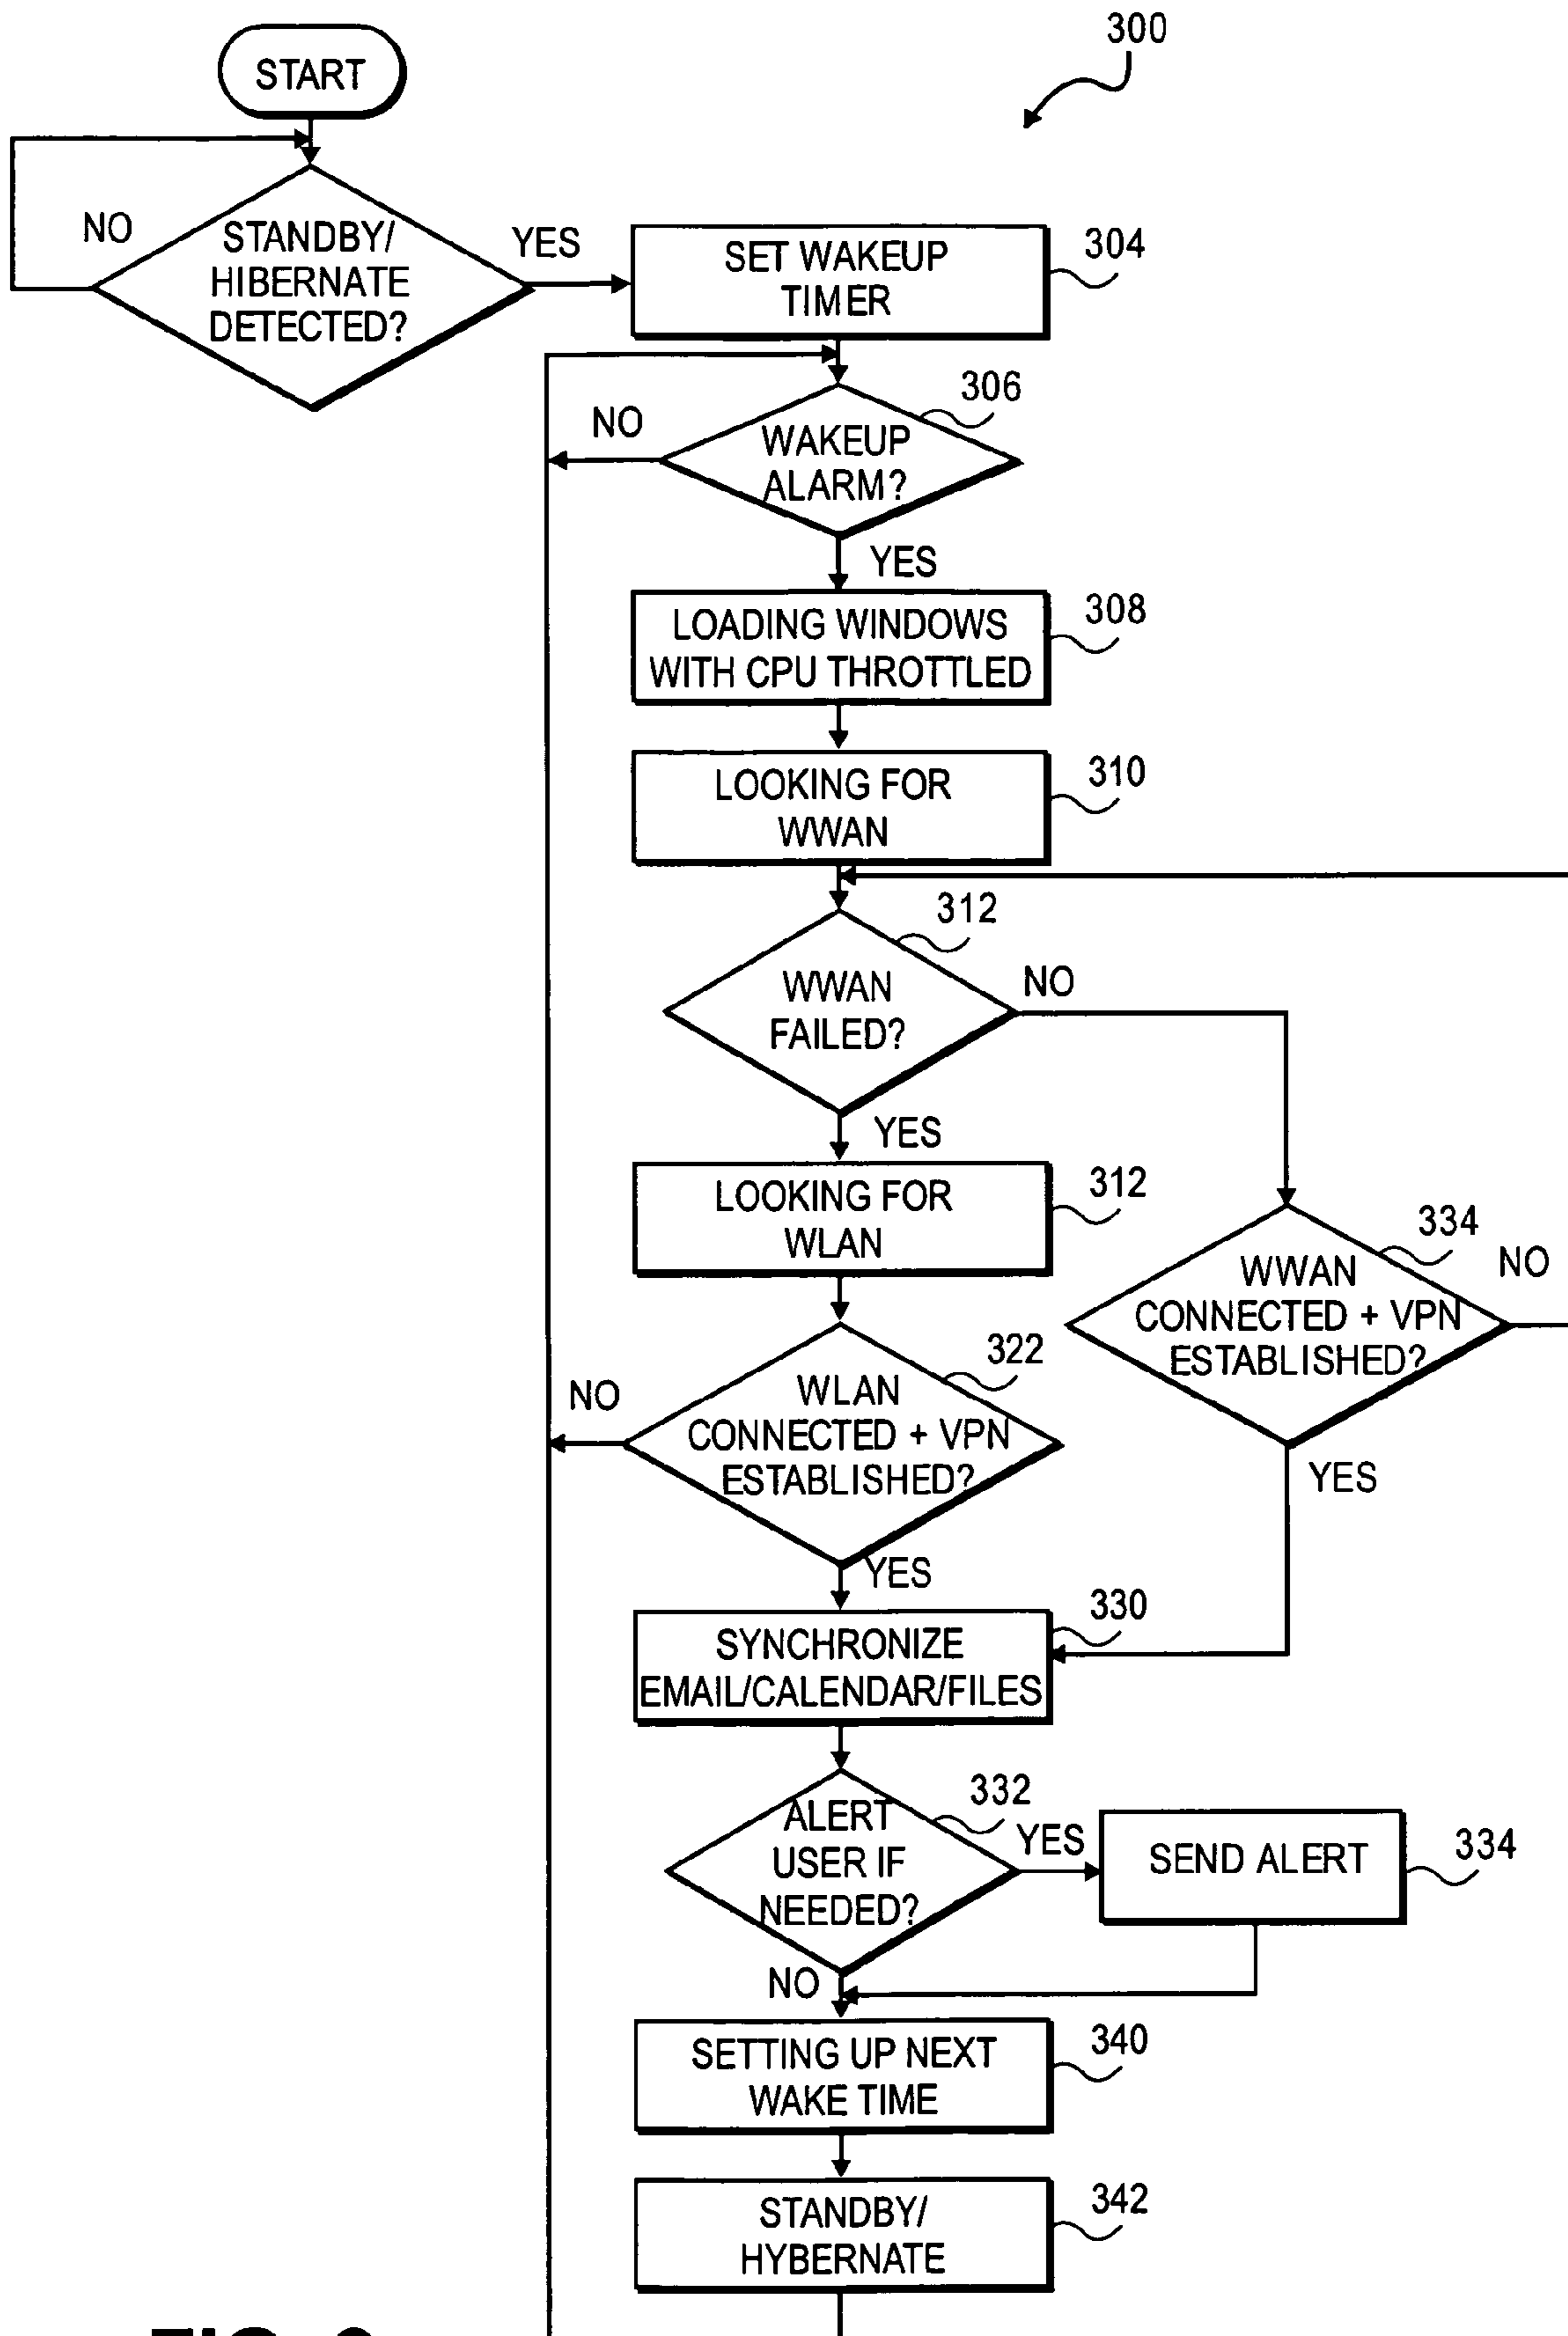 300
START
NO
STANDBY/
HIBERNATE
DETECTED?
YES
SET WAKEUP
TIMER
304
306
NO
WAKEUP
ALARM?
YES
LOADING WINDOWS
WITH CPU THROTTLED
308
LOOKING FOR
WWAN
310
312
WWAN
FAILED?
NO
YES
LOOKING FOR
WLAN
312
334
WWAN
CONNECTED + VPN
ESTABLISHED?
NO
YES
322
NO
WLAN
CONNECTED + VPN
ESTABLISHED?
YES
SYNCHRONIZE
EMAIL/CALENDAR/FILES
330
332
ALERT
USER IF
NEEDED?
YES
SEND ALERT
334
NO
SETTING UP NEXT
WAKE TIME
340
STANDBY/
HYBERNATE
342